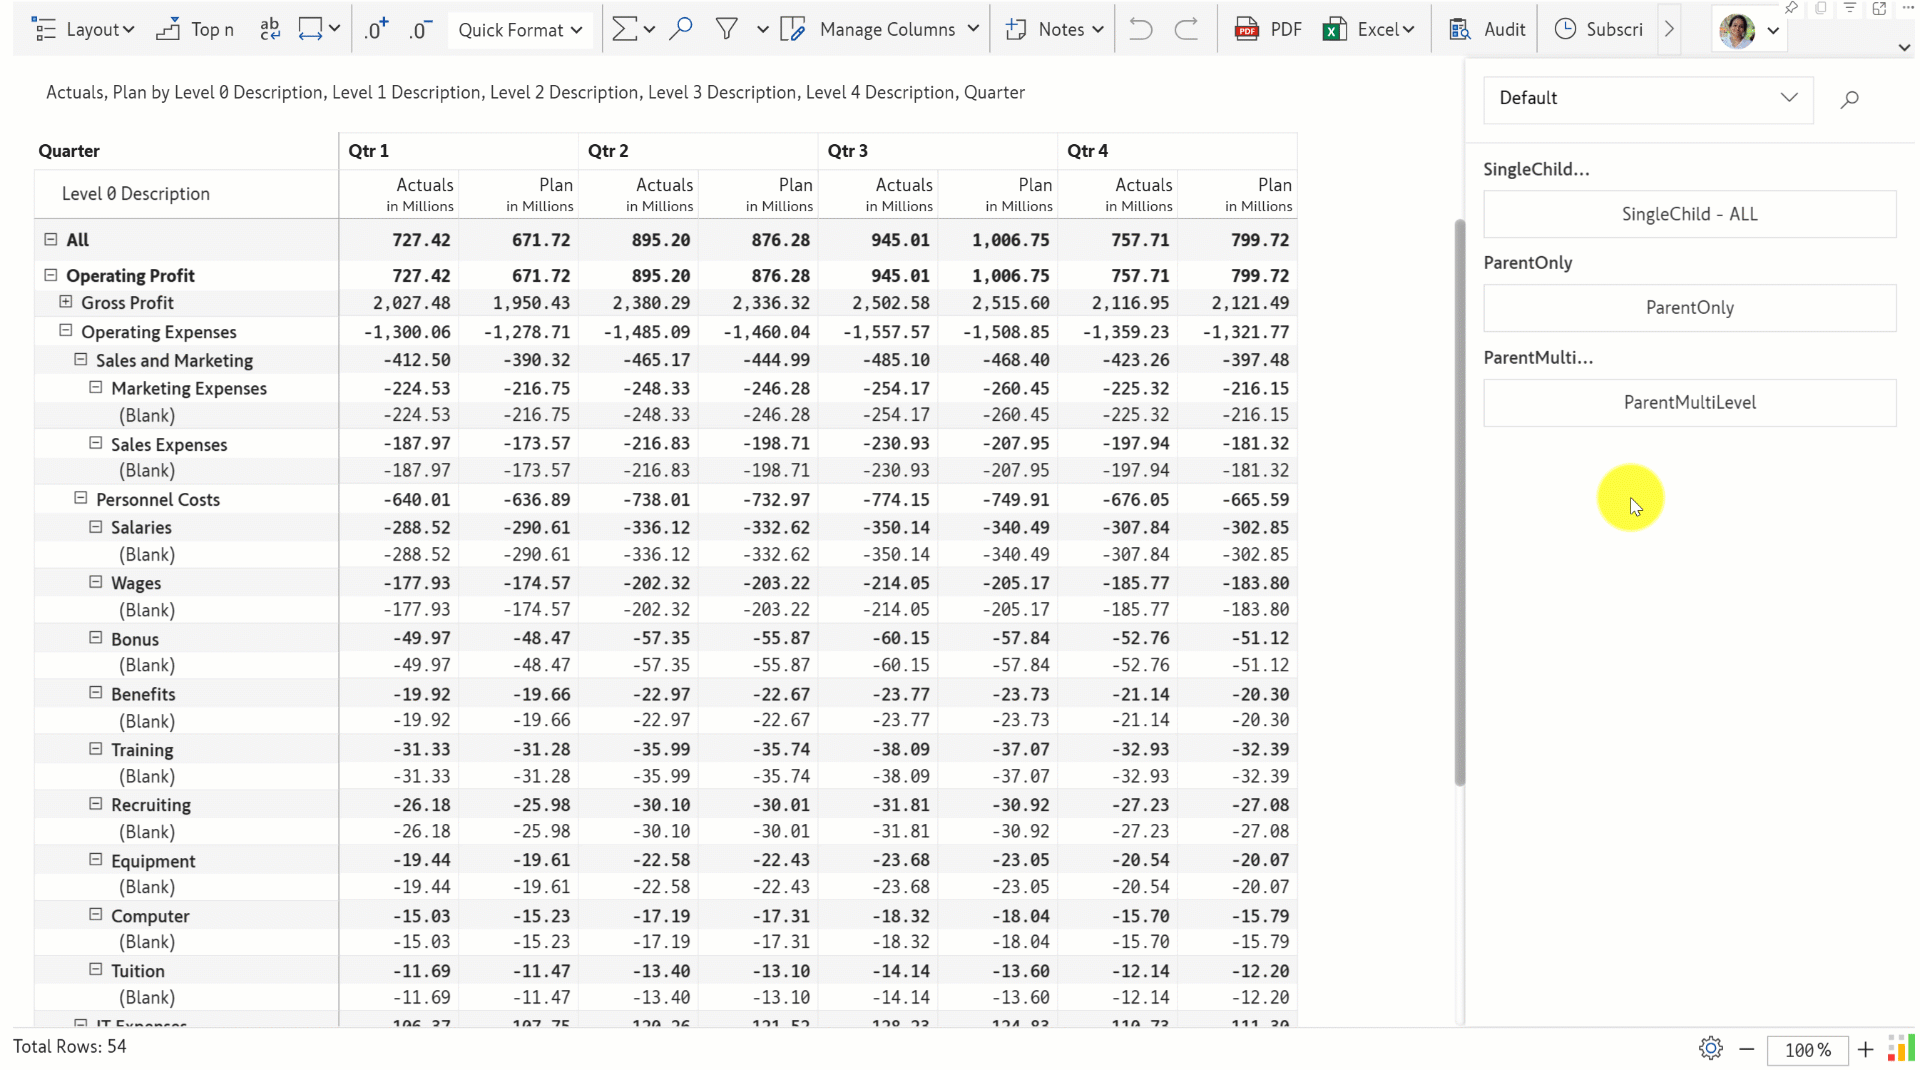 Layout Top n ab .0+ .0- Quick Format Manage Columns Notes PDF PDF Excel Audit Subscri
Actuals, Plan by Level 0 Description, Level 1 Description, Level 2 Description, Level 3 Description, Level 4 Description, Quarter
Quarter Qtr 1 Qtr 2 Qtr 3 Qtr 4
Level 0 Description Actuals in Millions Plan in Millions Actuals in Millions Plan in Millions Actuals in Millions Plan in Millions Actuals in Millions Plan in Millions
All 727.42 671.72 895.20 876.28 945.01 1,006.75 757.71 799.72
Operating Profit 727.42 671.72 895.20 876.28 945.01 1,006.75 757.71 799.72
Gross Profit 2,027.48 1,950.43 2,380.29 2,336.32 2,502.58 2,515.60 2,116.95 2,121.49
Operating Expenses -1,300.06 -1,278.71 -1,485.09 -1,460.04 -1,557.57 -1,508.85 -1,359.23 -1,321.77
Sales and Marketing -412.50 -390.32 -465.17 -444.99 -485.10 -468.40 -423.26 -397.48
Marketing Expenses -224.53 -216.75 -248.33 -246.28 -254.17 -260.45 -225.32 -216.15
(Blank) -224.53 -216.75 -248.33 -246.28 -254.17 -260.45 -225.32 -216.15
Sales Expenses -187.97 -173.57 -216.83 -198.71 -230.93 -207.95 -197.94 -181.32
(Blank) -187.97 -173.57 -216.83 -198.71 -230.93 -207.95 -197.94 -181.32
Personnel Costs -640.01 -636.89 -738.01 -732.97 -774.15 -749.91 -676.05 -665.59
Salaries -288.52 -290.61 -336.12 -332.62 -350.14 -340.49 -307.84 -302.85
(Blank) -288.52 -290.61 -336.12 -332.62 -350.14 -340.49 -307.84 -302.85
Wages -177.93 -174.57 -202.32 -203.22 -214.05 -205.17 -185.77 -183.80
(Blank) -177.93 -174.57 -202.32 -203.22 -214.05 -205.17 -185.77 -183.80
Bonus -49.97 -48.47 -57.35 -55.87 -60.15 -57.84 -52.76 -51.12
(Blank) -49.97 -48.47 -57.35 -55.87 -60.15 -57.84 -52.76 -51.12
Benefits -19.92 -19.66 -22.97 -22.67 -23.77 -23.73 -21.14 -20.30
(Blank) -19.92 -19.66 -22.97 -22.67 -23.77 -23.73 -21.14 -20.30
Training -31.33 -31.28 -35.99 -35.74 -38.09 -37.07 -32.93 -32.39
(Blank) -31.33 -31.28 -35.99 -35.74 -38.09 -37.07 -32.93 -32.39
Recruiting -26.18 -25.98 -30.10 -30.01 -31.81 -30.92 -27.23 -27.08
(Blank) -26.18 -25.98 -30.10 -30.01 -31.81 -30.92 -27.23 -27.08
Equipment -19.44 -19.61 -22.58 -22.43 -23.68 -23.05 -20.54 -20.07
(Blank) -19.44 -19.61 -22.58 -22.43 -23.68 -23.05 -20.54 -20.07
Computer -15.03 -15.23 -17.19 -17.31 -18.32 -18.04 -15.70 -15.79
(Blank) -15.03 -15.23 -17.19 -17.31 -18.32 -18.04 -15.70 -15.79
Tuition -11.69 -11.47 -13.40 -13.10 -14.14 -13.60 -12.14 -12.20
(Blank) -11.69 -11.47 -13.40 -13.10 -14.14 -13.60 -12.14 -12.20
IT Expenses
Default
SingleChild...
SingleChild - ALL
ParentOnly
ParentOnly
ParentMulti...
ParentMultiLevel
Total Rows: 54
100%